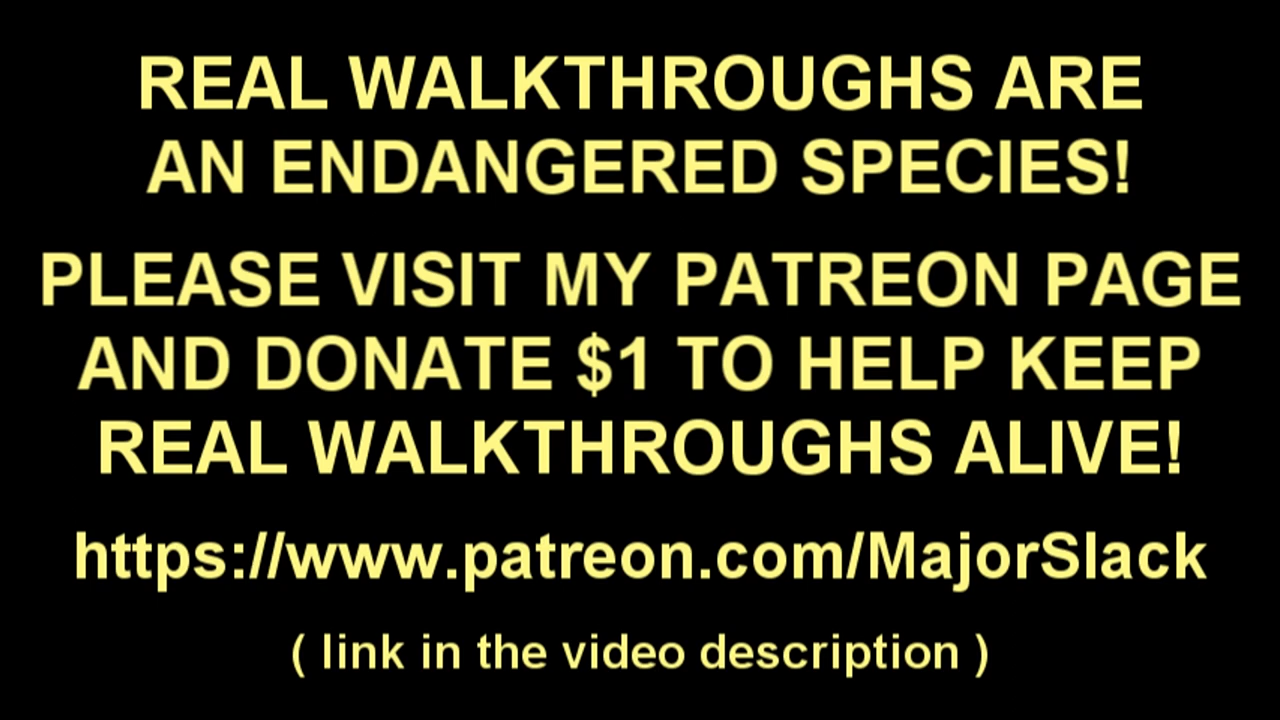 REAL WALKTHROUGHS ARE
AN ENDANGERED SPECIES!
PLEASE VISIT MY PATREON PAGE
AND DONATE $1 TO HELP KEEP
REAL WALKTHROUGHS ALIVE!
https://www.patreon.com/MajorSlack
( link in the video description )